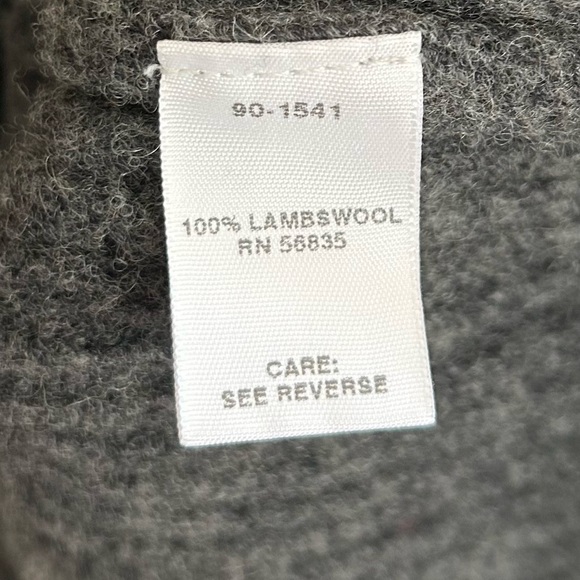 90-1541
100% LAMBSWOOL
RN 56835
CARE:
SEE REVERSE